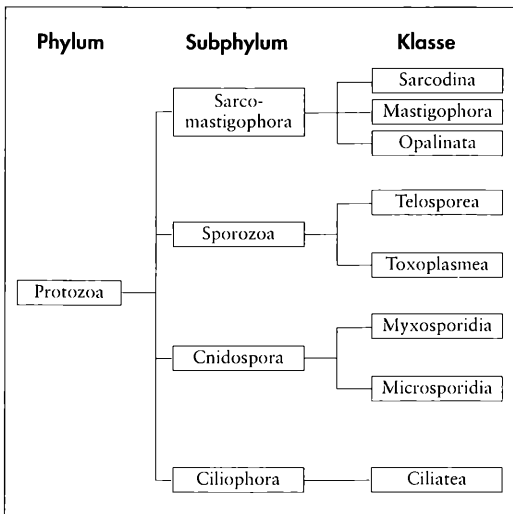 Phylum Subphylum Klasse
Sarcodina
Sarco-
mastigophora
Mastigophora
Opalinata
Telosporea
Sporozoa
Toxoplasmea
Protozoa
Myxosporidia
Cnidospora
Microsporidia
Ciliophora
Ciliatea